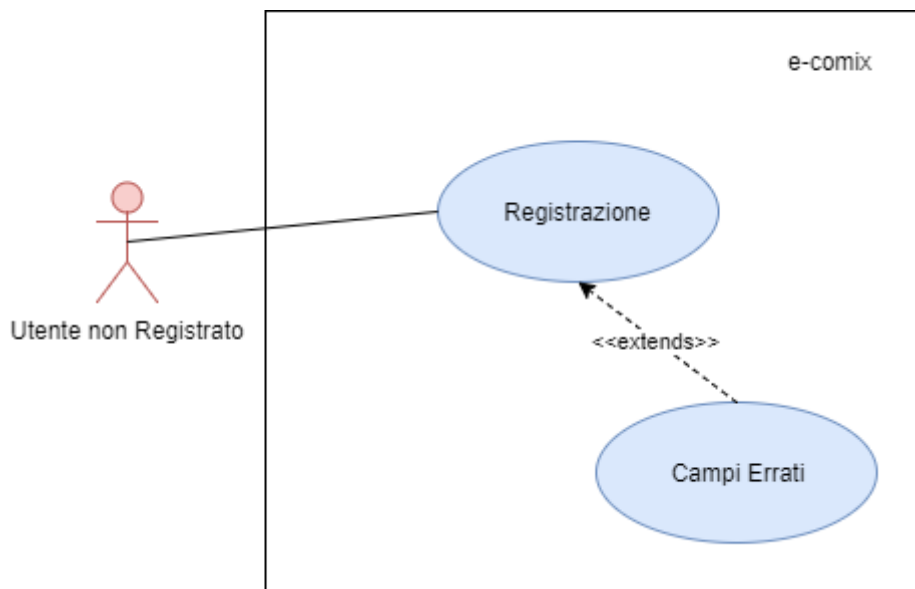 e-comix
Registrazione
Utente non Registrato
<<extends>>
Campi Errati